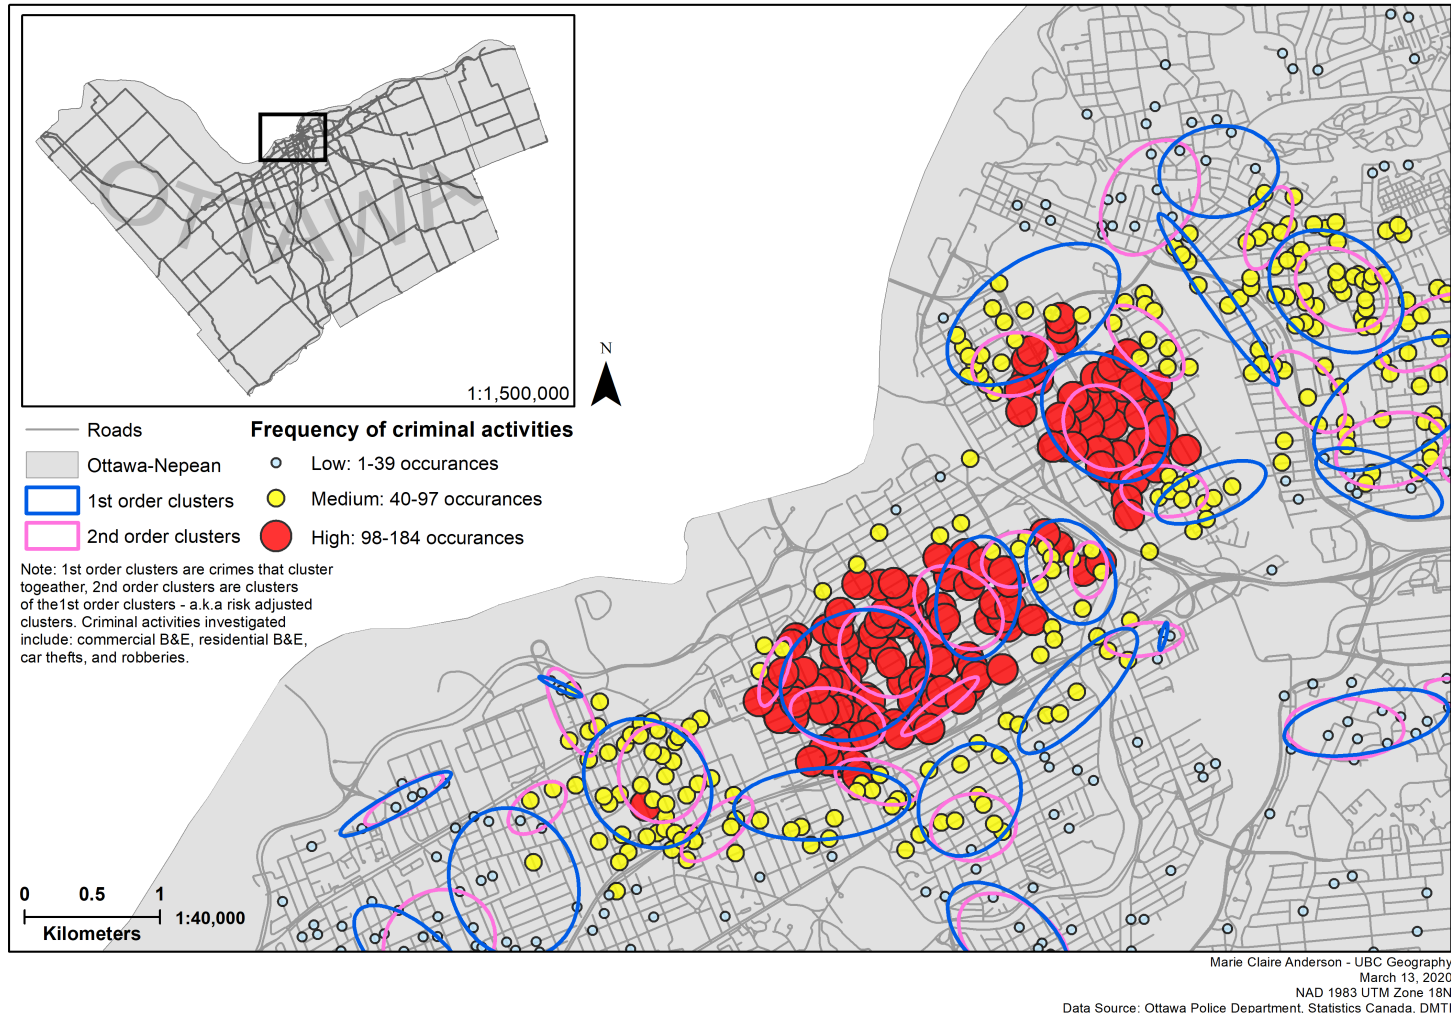 OTTAWA
1:1,500,000
N
Roads
Ottawa-Nepean
1st order clusters
2nd order clusters
Frequency of criminal activities
Low: 1-39 occurances
Medium: 40-97 occurances
High: 98-184 occurances
Note: 1st order clusters are crimes that cluster
togeather, 2nd order clusters are clusters
of the1st order clusters - a.k.a risk adjusted
clusters. Criminal activities investigated
include: commercial B&E, residential B&E,
car thefts, and robberies.
0 0.5 1
1:40,000
Kilometers
Marie Claire Anderson - UBC Geography
March 13, 2020
NAD 1983 UTM Zone 18N
Data Source: Ottawa Police Department, Statistics Canada, DMTI